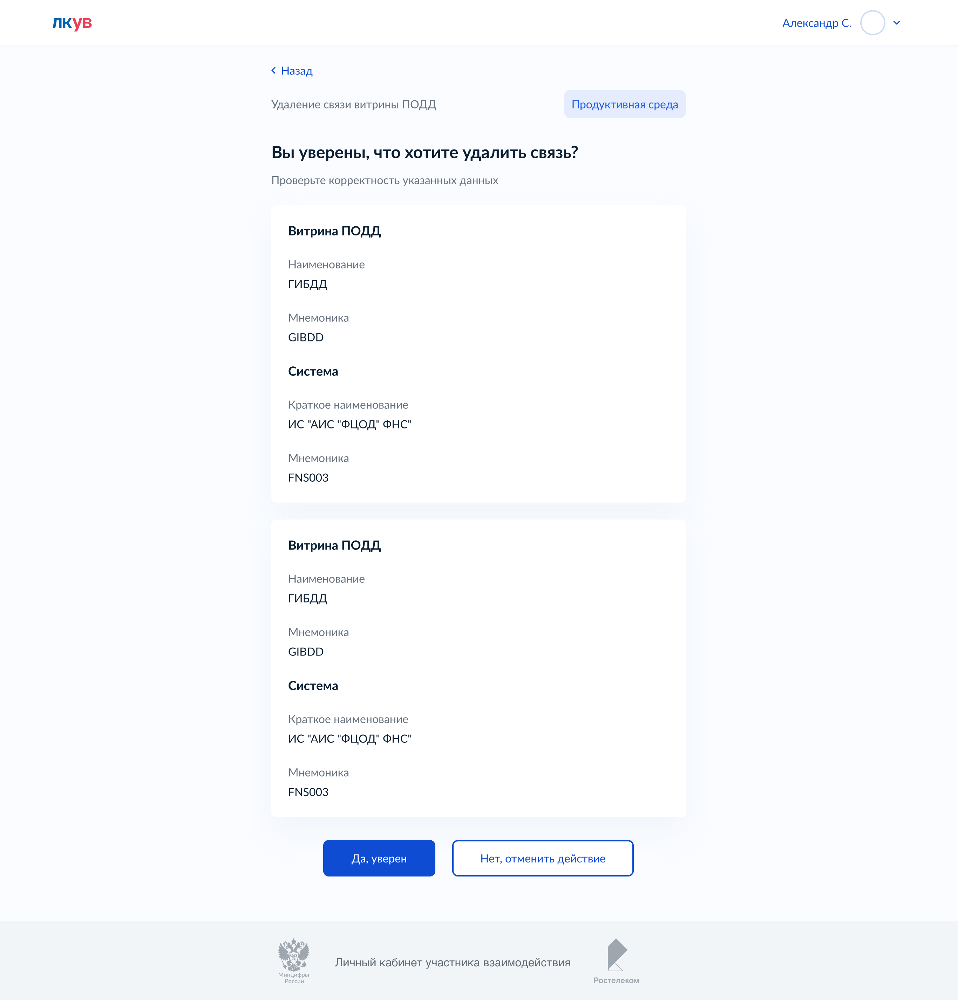 ЛКУВ
Александр С.
Назад
Удаление связи витрины ПОДД
Продуктивная среда
Вы уверены, что хотите удалить связь?
Проверьте корректность указанных данных
Витрина ПОДД
Наименование
ГИБДД
Мнемоника
GIBDD
Система
Краткое наименование
ИС "АИС "ФЦОД" ФНС"
Мнемоника
FNS003
Витрина ПОДД
Наименование
ГИБДД
Мнемоника
GIBDD
Система
Краткое наименование
ИС "АИС "ФЦОД" ФНС"
Мнемоника
FNS003
Да, уверен
Нет, отменить действие
Минцифры
России
Личный кабинет участника взаимодействия
Ростелеком